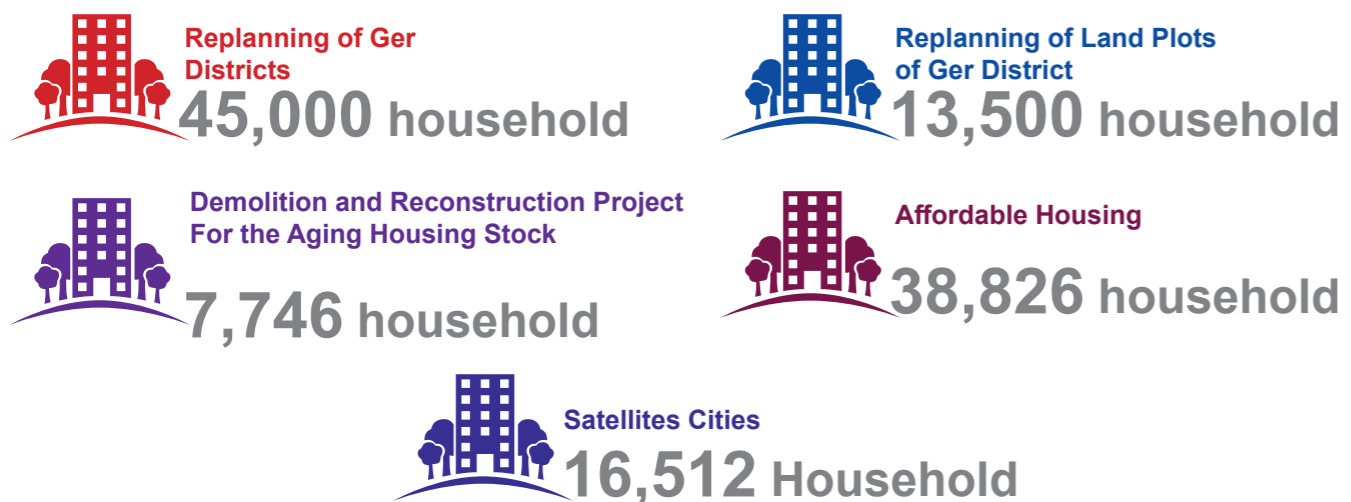 Replanning of Ger
Districts
45,000 household
Replanning of Land Plots
of Ger District
13,500 household
Demolition and Reconstruction Project
For the Aging Housing Stock
7,746 household
Affordable Housing
38,826 household
Satellites Cities
16,512 Household